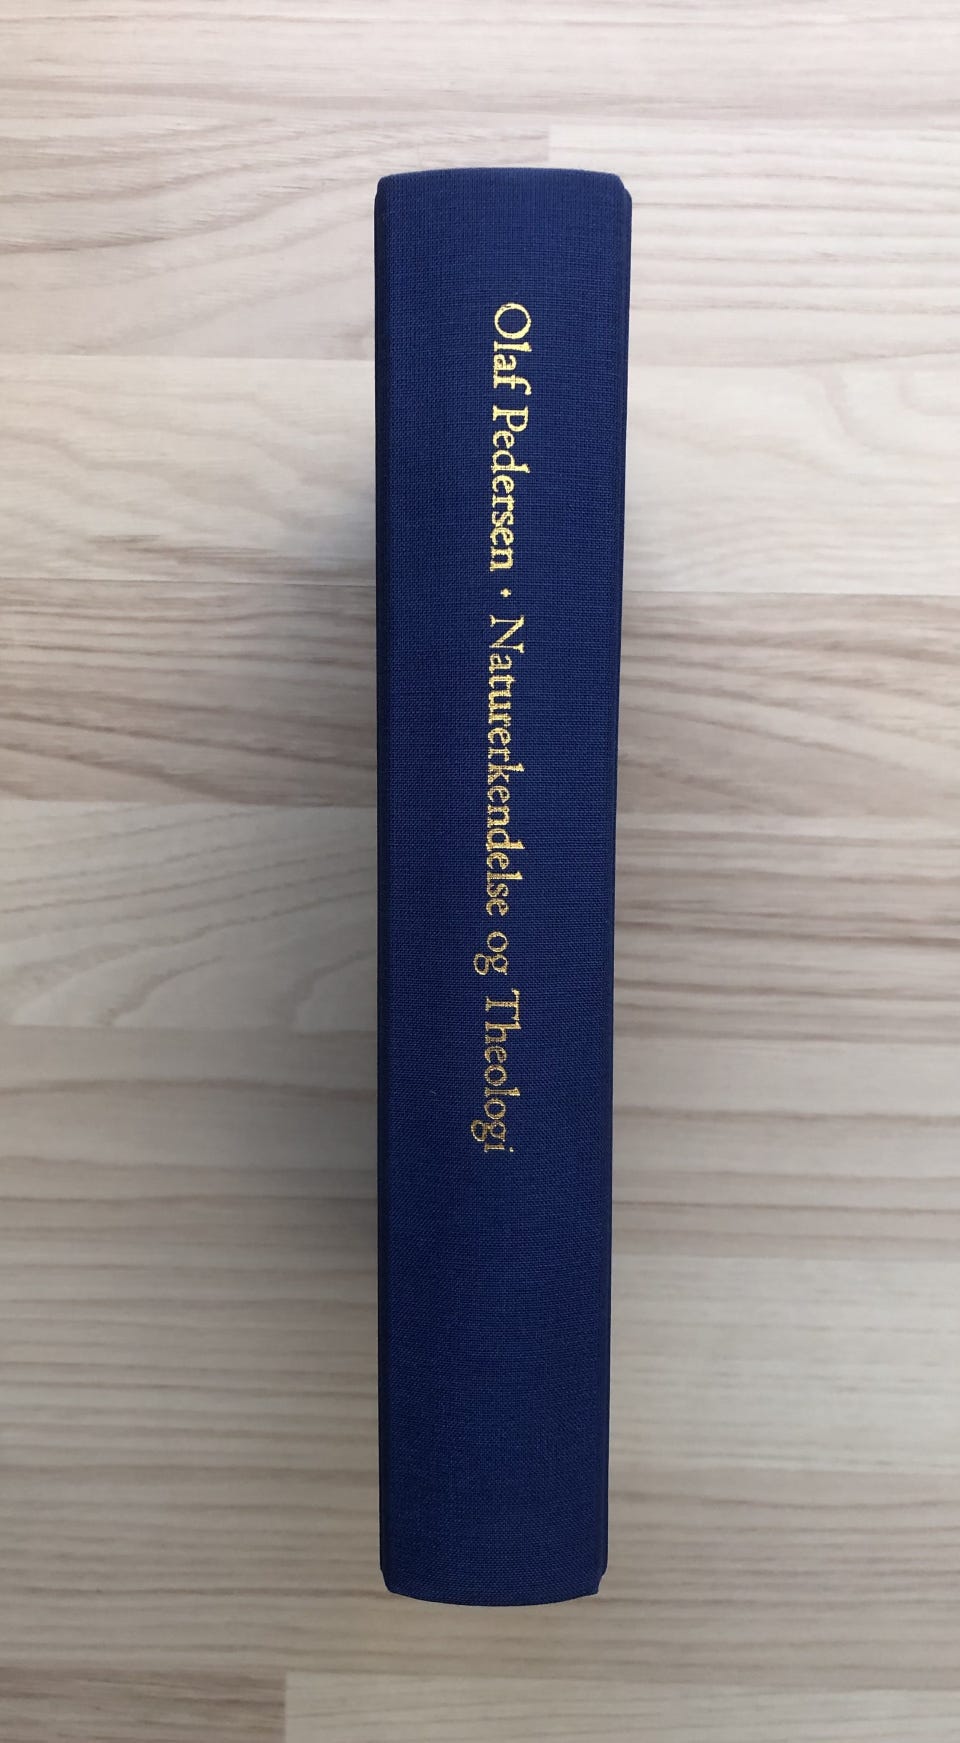 Olaf Pedersen · Naturerkendelse og Theologi